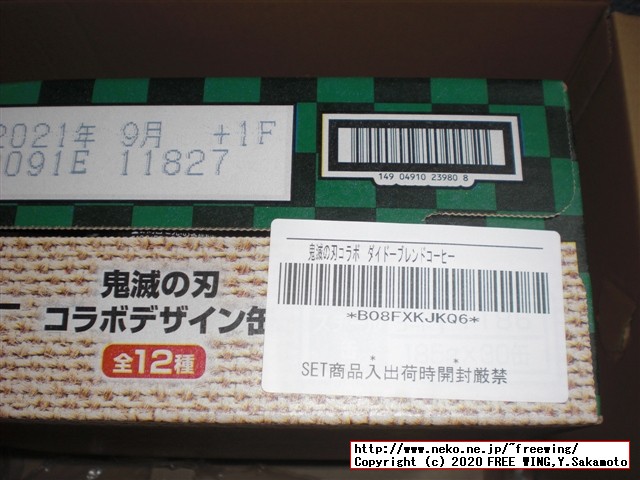 2021年 9月 +1F
091E 11827
149 04910 23980 8
鬼滅の刃コラボ ダイドーブレンドコーヒー
*B08FXKJKQ6*
SET商品入出荷時開封厳禁
鬼滅の刃
コラボデザイン缶
全12種
http://www.neko.ne.jp/~freewing/
Copyright (c) 2020 FREE WING,Y.Sakamoto